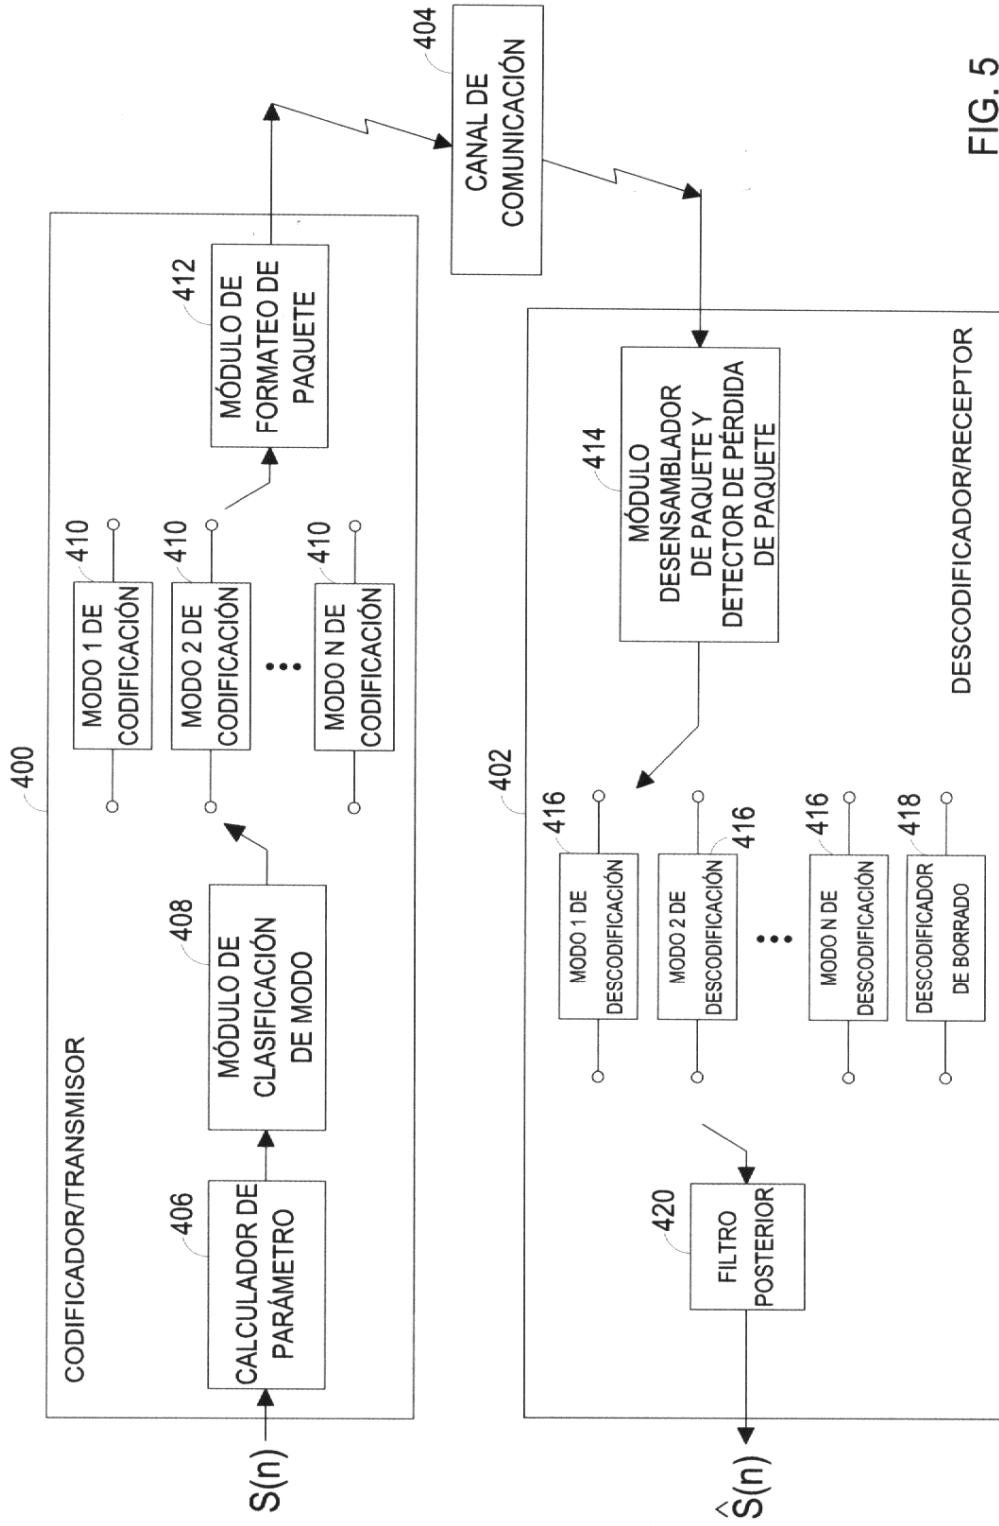 CODIFICADOR/TRANSMISOR
400
S(n)
406
CALCULADOR DE
PARÁMETRO
408
MÓDULO DE
CLASIFICACIÓN
DE MODO
410
MODO 1 DE
CODIFICACIÓN
410
MODO 2 DE
CODIFICACIÓN
•••
410
MODO N DE
CODIFICACIÓN
412
MÓDULO DE
FORMATEO DE
PAQUETE
404
CANAL DE
COMUNICACIÓN
402
414
MÓDULO
DESENSAMBLADOR
DE PAQUETE Y
DETECTOR DE PÉRDIDA
DE PAQUETE
416
MODO 1 DE
DESCODIFICACIÓN
416
MODO 2 DE
DESCODIFICACIÓN
•••
416
MODO N DE
DESCODIFICACIÓN
418
DESCODIFICADOR
DE BORRADO
420
FILTRO
POSTERIOR
Ŝ(n)
DESCODIFICADOR/RECEPTOR
FIG. 5